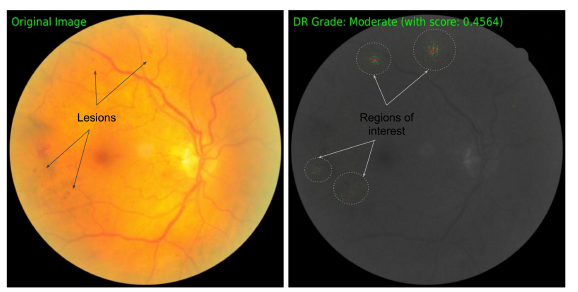 Original Image
Lesions
DR Grade: Moderate (with score: 0.4564)
Regions of
interest